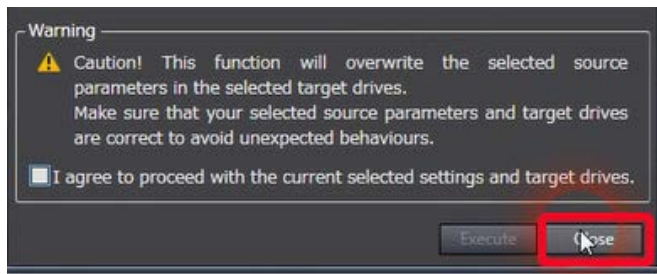 Warning
Caution! This function will overwrite the selected source
parameters in the selected target drives.
Make sure that your selected source parameters and target drives
are correct to avoid unexpected behaviours.
I agree to proceed with the current selected settings and target drives.
Execute Close